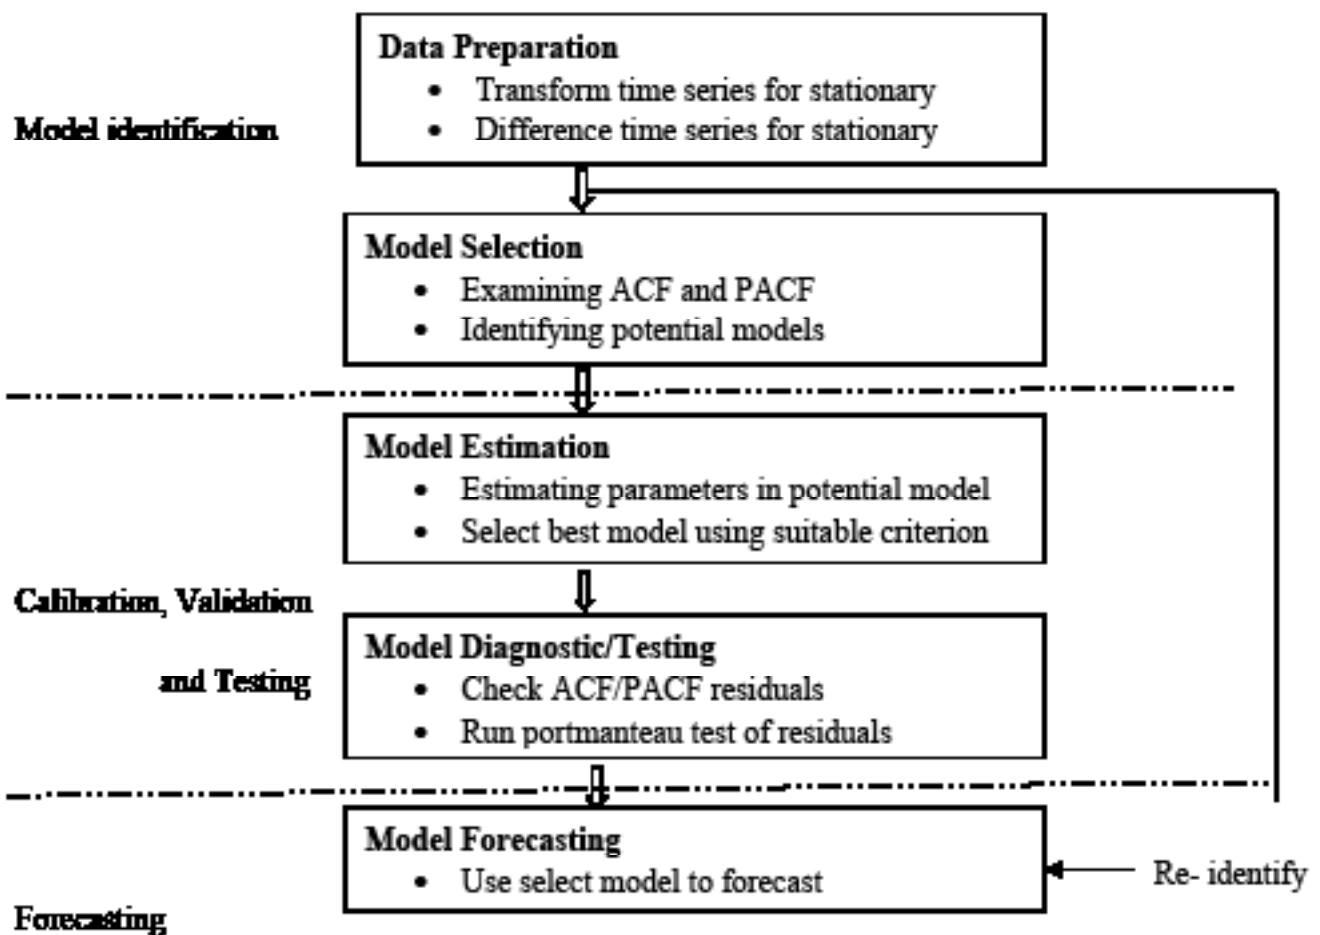 Data Preparation
• Transform time series for stationary
• Difference time series for stationary
Model identification
Model Selection
• Examining ACF and PACF
• Identifying potential models
Model Estimation
• Estimating parameters in potential model
• Select best model using suitable criterion
Calibration, Validation
and Testing
Model Diagnostic/Testing
• Check ACF/PACF residuals
• Run portmanteau test of residuals
Model Forecasting
• Use select model to forecast
Re- identify
Forecasting